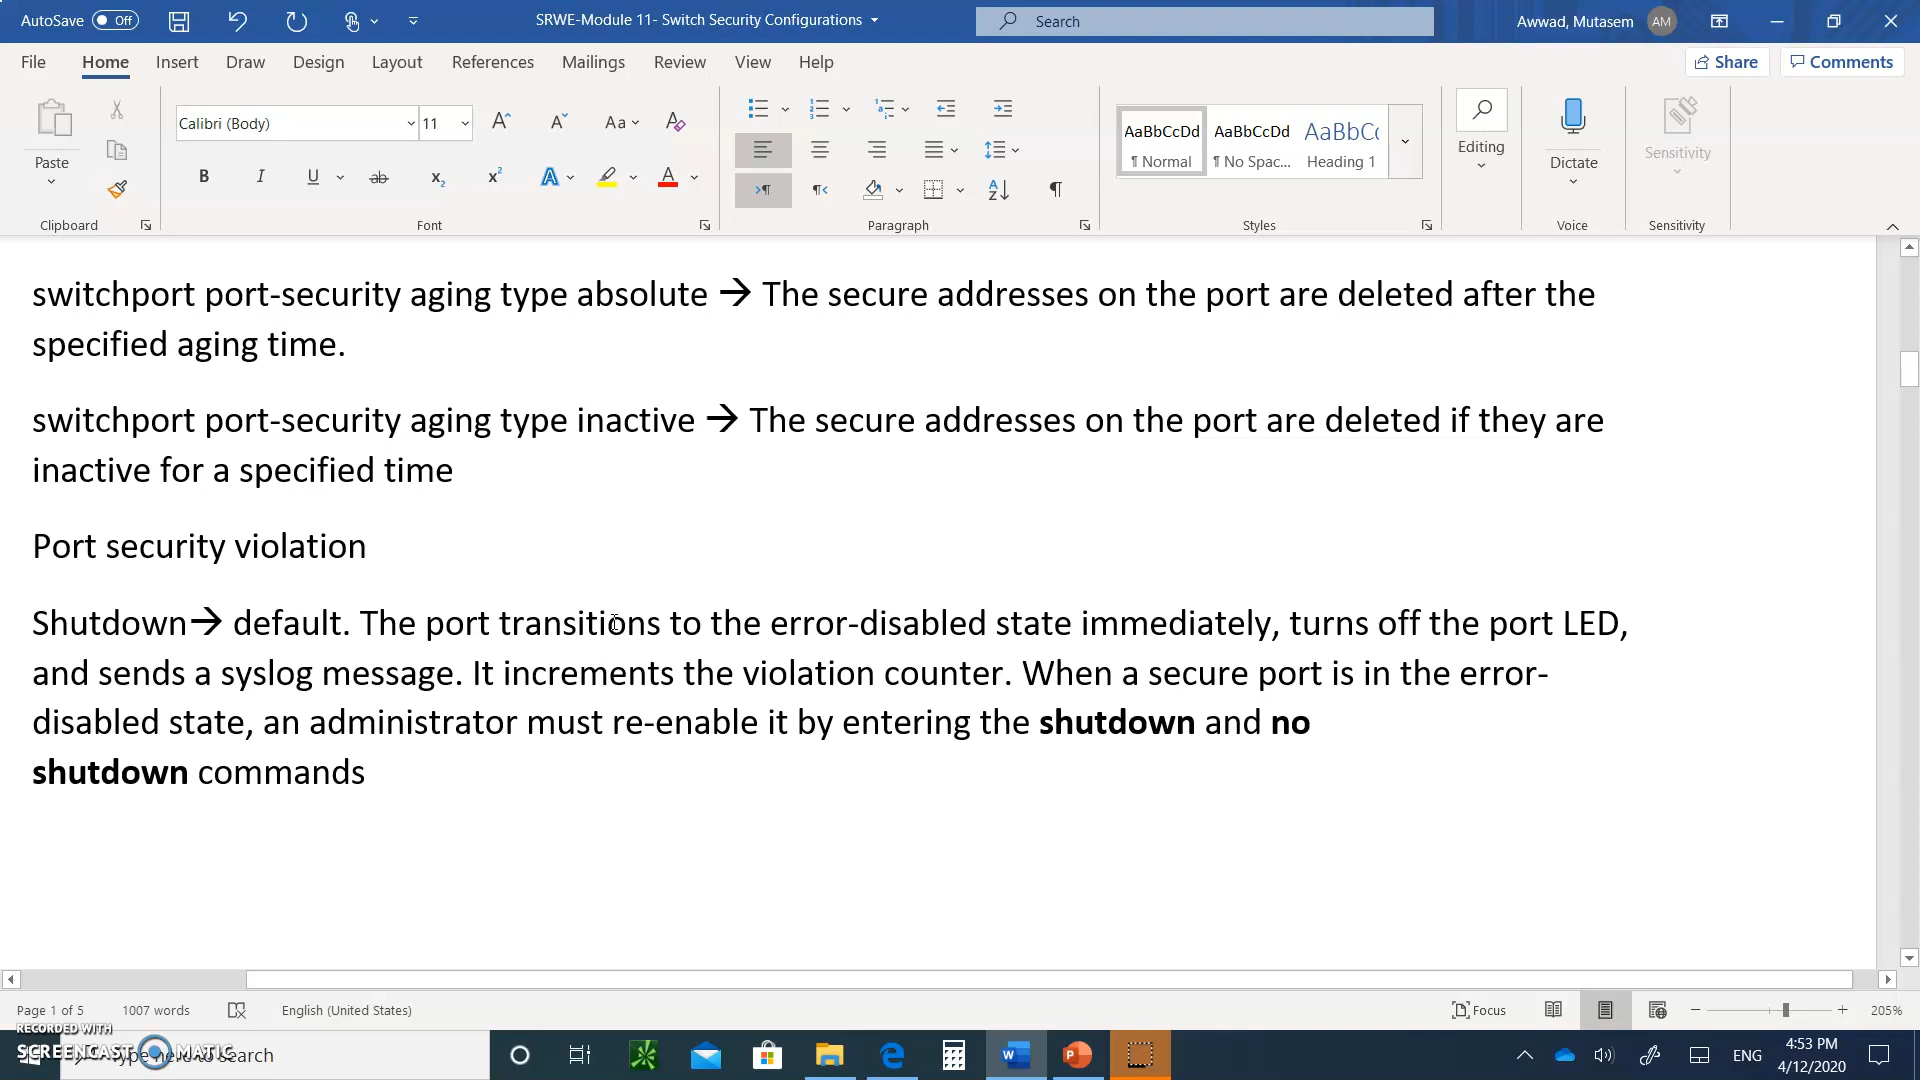 AutoSave Off SRWE-Module 11- Switch Security Configurations Search Awwad, Mutasem AM
File Home Insert Draw Design Layout References Mailings Review View Help Share Comments
Paste
Clipboard
Calibri (Body) 11
Font
Paragraph
AaBbCcDd AaBbCcDd AaBbCc
¶ Normal ¶ No Spac... Heading 1
Styles
Editing
Dictate
Voice
Sensitivity
Sensitivity
switchport port-security aging type absolute → The secure addresses on the port are deleted after the
specified aging time.
switchport port-security aging type inactive → The secure addresses on the port are deleted if they are
inactive for a specified time
Port security violation
Shutdown→ default. The port transitions to the error-disabled state immediately, turns off the port LED,
and sends a syslog message. It increments the violation counter. When a secure port is in the error-
disabled state, an administrator must re-enable it by entering the shutdown and no
shutdown commands
Page 1 of 5 1007 words English (United States) Focus 205%
RECORDED WITH
SCREENCAST MATIC
Type here to search
ENG 4:53 PM
4/12/2020